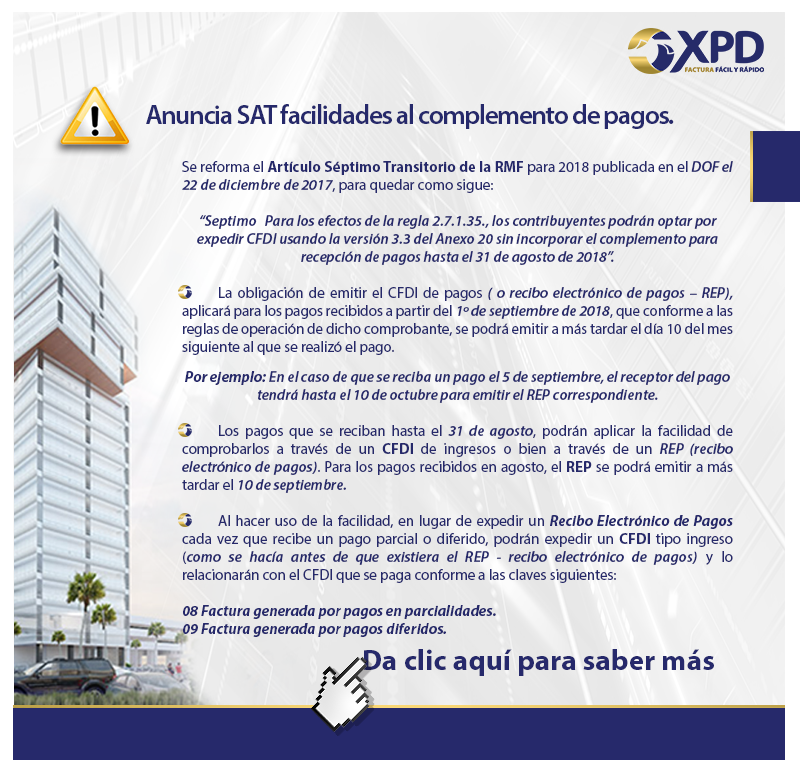 XPD
FACTURA FÁCIL Y RÁPIDO
Anuncia SAT facilidades al complemento de pagos.
Se reforma el Artículo Séptimo Transitorio de la RMF para 2018 publicada en el DOF el
22 de diciembre de 2017, para quedar como sigue:
“Septimo Para los efectos de la regla 2.7.1.35., los contribuyentes podrán optar por
expedir CFDI usando la versión 3.3 del Anexo 20 sin incorporar el complemento para
recepción de pagos hasta el 31 de agosto de 2018”.
La obligación de emitir el CFDI de pagos ( o recibo electrónico de pagos – REP),
aplicará para los pagos recibidos a partir del 1º de septiembre de 2018, que conforme a las
reglas de operación de dicho comprobante, se podrá emitir a más tardar el día 10 del mes
siguiente al que se realizó el pago.
Por ejemplo: En el caso de que se reciba un pago el 5 de septiembre, el receptor del pago
tendrá hasta el 10 de octubre para emitir el REP correspondiente.
Los pagos que se reciban hasta el 31 de agosto, podrán aplicar la facilidad de
comprobarlos a través de un CFDI de ingresos o bien a través de un REP (recibo
electrónico de pagos). Para los pagos recibidos en agosto, el REP se podrá emitir a más
tardar el 10 de septiembre.
Al hacer uso de la facilidad, en lugar de expedir un Recibo Electrónico de Pagos
cada vez que recibe un pago parcial o diferido, podrán expedir un CFDI tipo ingreso
(como se hacía antes de que existiera el REP - recibo electrónico de pagos) y lo
relacionarán con el CFDI que se paga conforme a las claves siguientes:
08 Factura generada por pagos en parcialidades.
09 Factura generada por pagos diferidos.
Da clic aquí para saber más